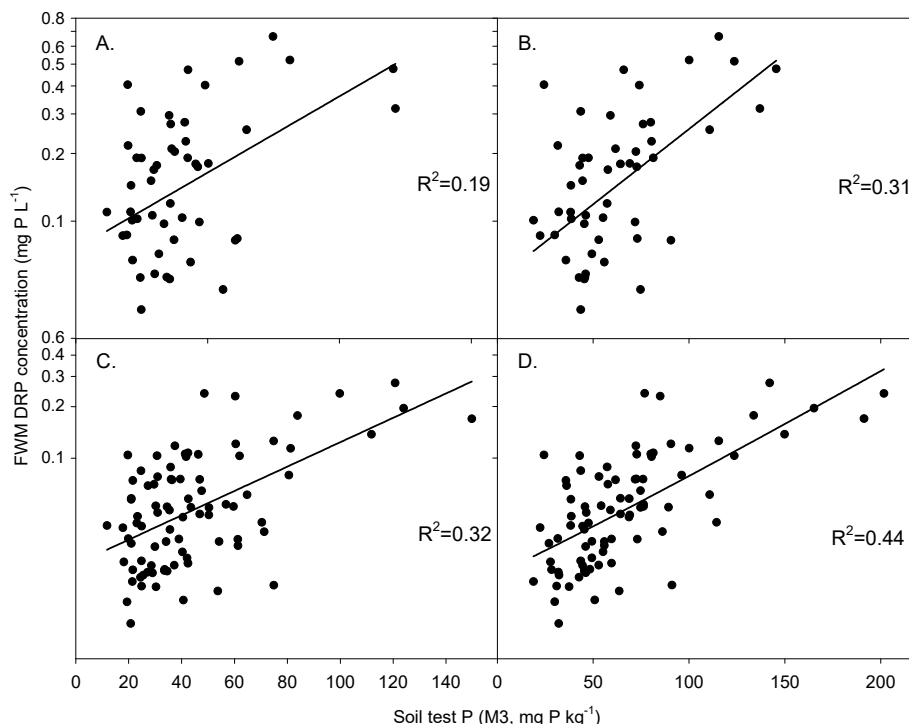 FWM DRP concentration (mg P L⁻¹)
0.8
0.6
0.5
0.4
0.3
0.2
0.1
A.
R²=0.19
B.
R²=0.31
0.6
0.4
0.3
0.2
0.1
C.
R²=0.32
D.
R²=0.44
0 20 40 60 80 100 120 140
0 50 100 150 200
Soil test P (M3, mg P kg⁻¹)